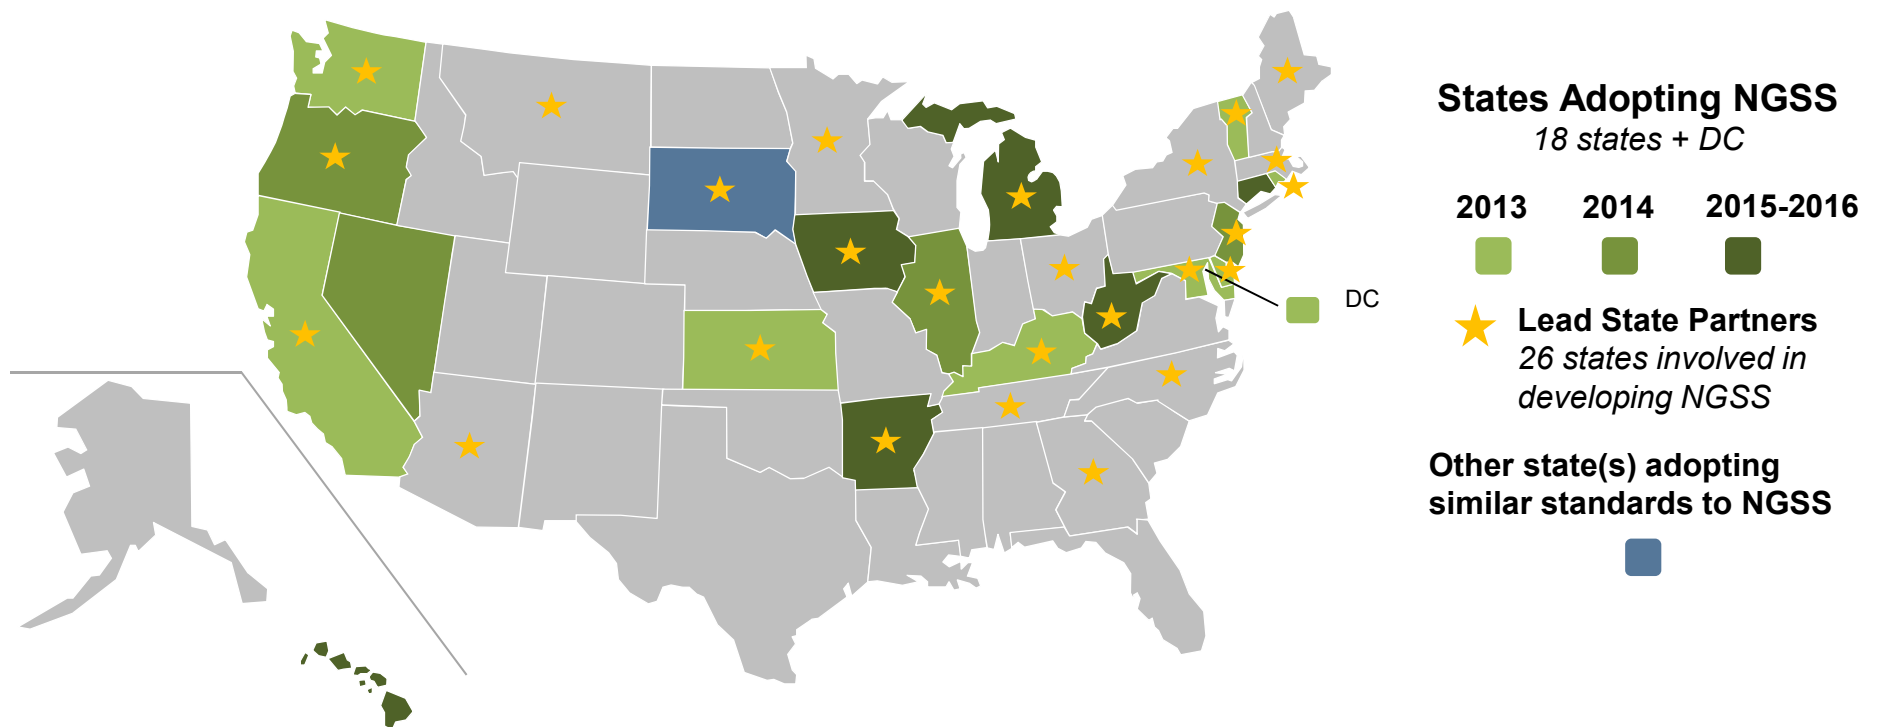 States Adopting NGSS
18 states + DC
2013 2014 2015-2016
DC
Lead State Partners
26 states involved in
developing NGSS
Other state(s) adopting
similar standards to NGSS